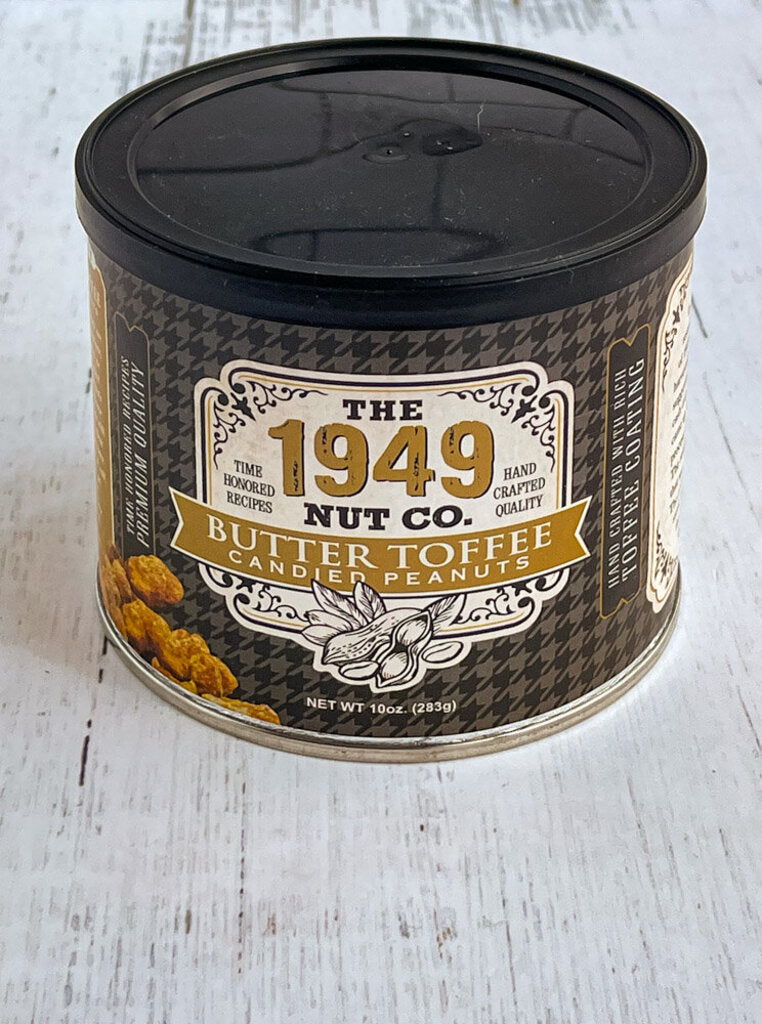 THE
1949
NUT CO.
TIME
HONORED
RECIPES
HAND
CRAFTED
QUALITY
BUTTER TOFFEE
CANDIED PEANUTS
NET WT 10oz. (283g)
TIME HONORED RECIPES
PREMIUM QUALITY
HAND CRAFTED WITH RICH
TOFFEE COATING